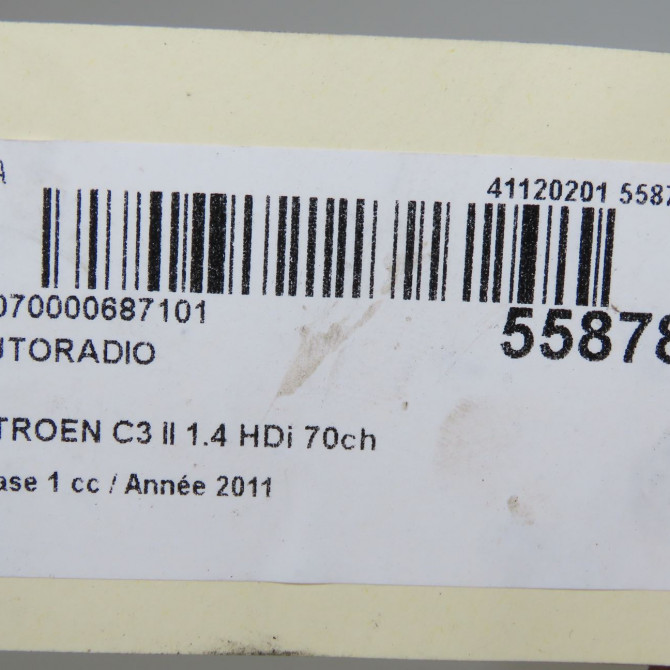 A
41120201 5587
070000687101
55878
UTORADIO
TROEN C3 II 1.4 HDi 70ch
ase 1 cc / Année 2011